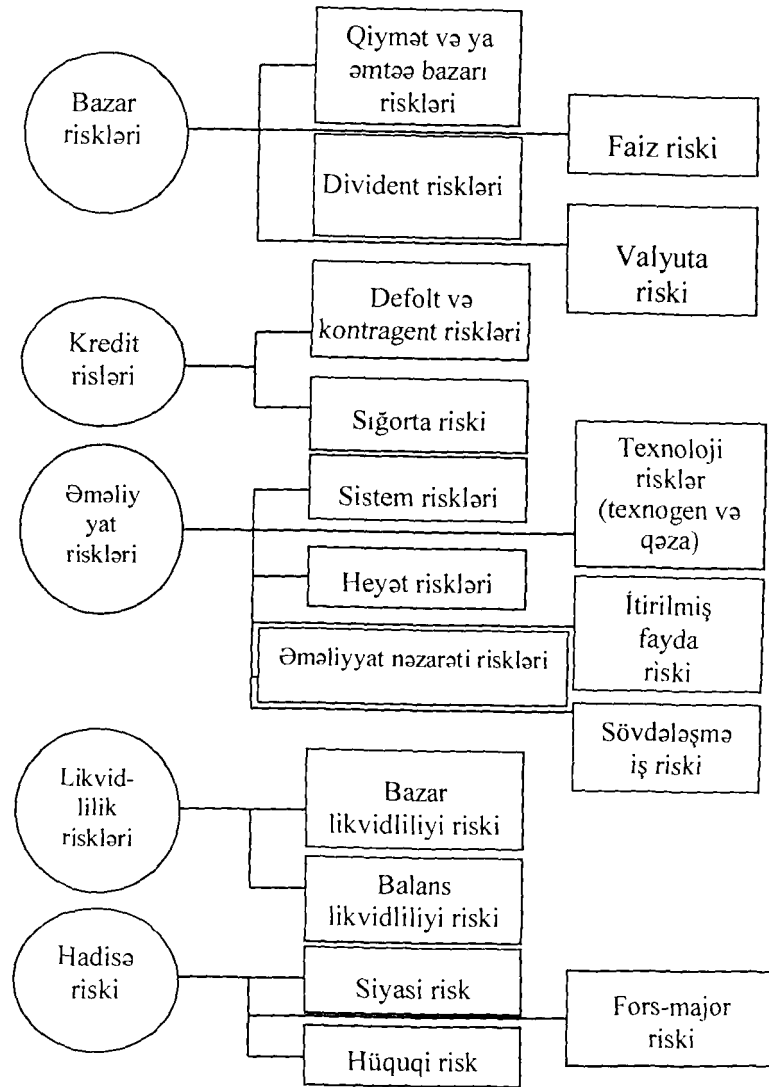 Bazar
riskləri
Qiymət və ya
əmtəə bazarı
riskləri
Divident riskləri
Faiz riski
Valyuta
riski
Kredit
risləri
Defolt və
kontragent riskləri
Sığorta riski
Əməliy
yat
riskləri
Sistem riskləri
Heyət riskləri
Əməliyyat nəzarəti riskləri
Texnoloji
risklər
(texnogen və
qəza)
İtirilmiş
fayda
riski
Sövdələşmə
iş riski
Likvid-
lilik
riskləri
Bazar
likvidliliyi riski
Balans
likvidliliyi riski
Hadisə
riski
Siyasi risk
Hüquqi risk
Fors-major
riski